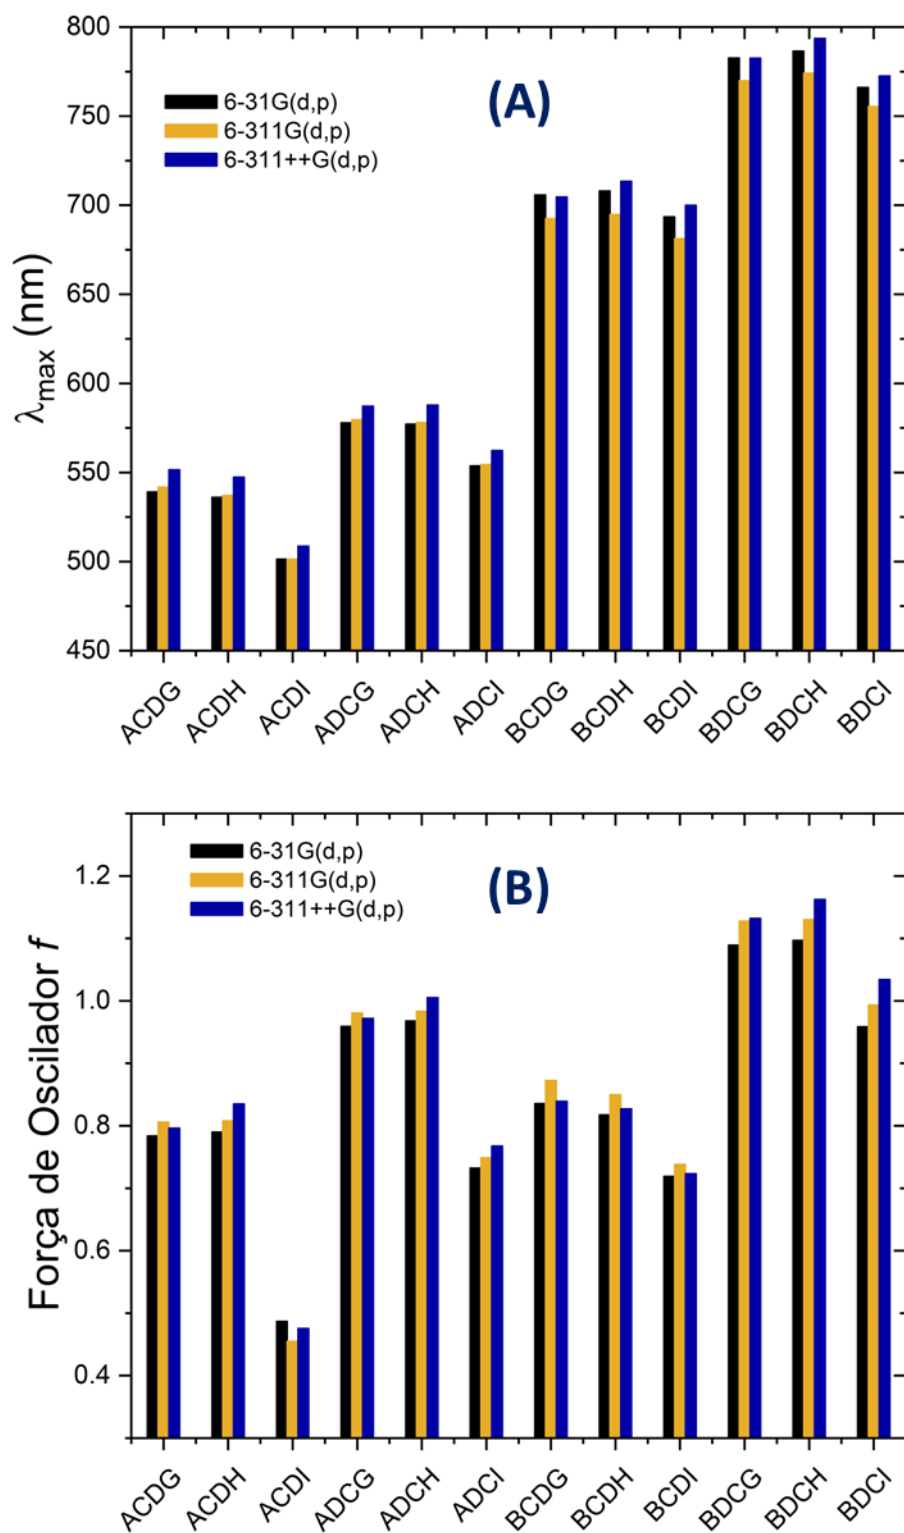 800
750
700
650
600
550
500
450
λmax (nm)
6-31G(d,p)
6-311G(d,p)
6-311++G(d,p)
(A)
ACDG ACDH ACDI ADCG ADCH ADCI BCDG BCDH BCDI BDCG BDCH BDCI
1.2
1.0
0.8
0.6
0.4
Força de Oscilador f
6-31G(d,p)
6-311G(d,p)
6-311++G(d,p)
(B)
ACDG ACDH ACDI ADCG ADCH ADCI BCDG BCDH BCDI BDCG BDCH BDCI